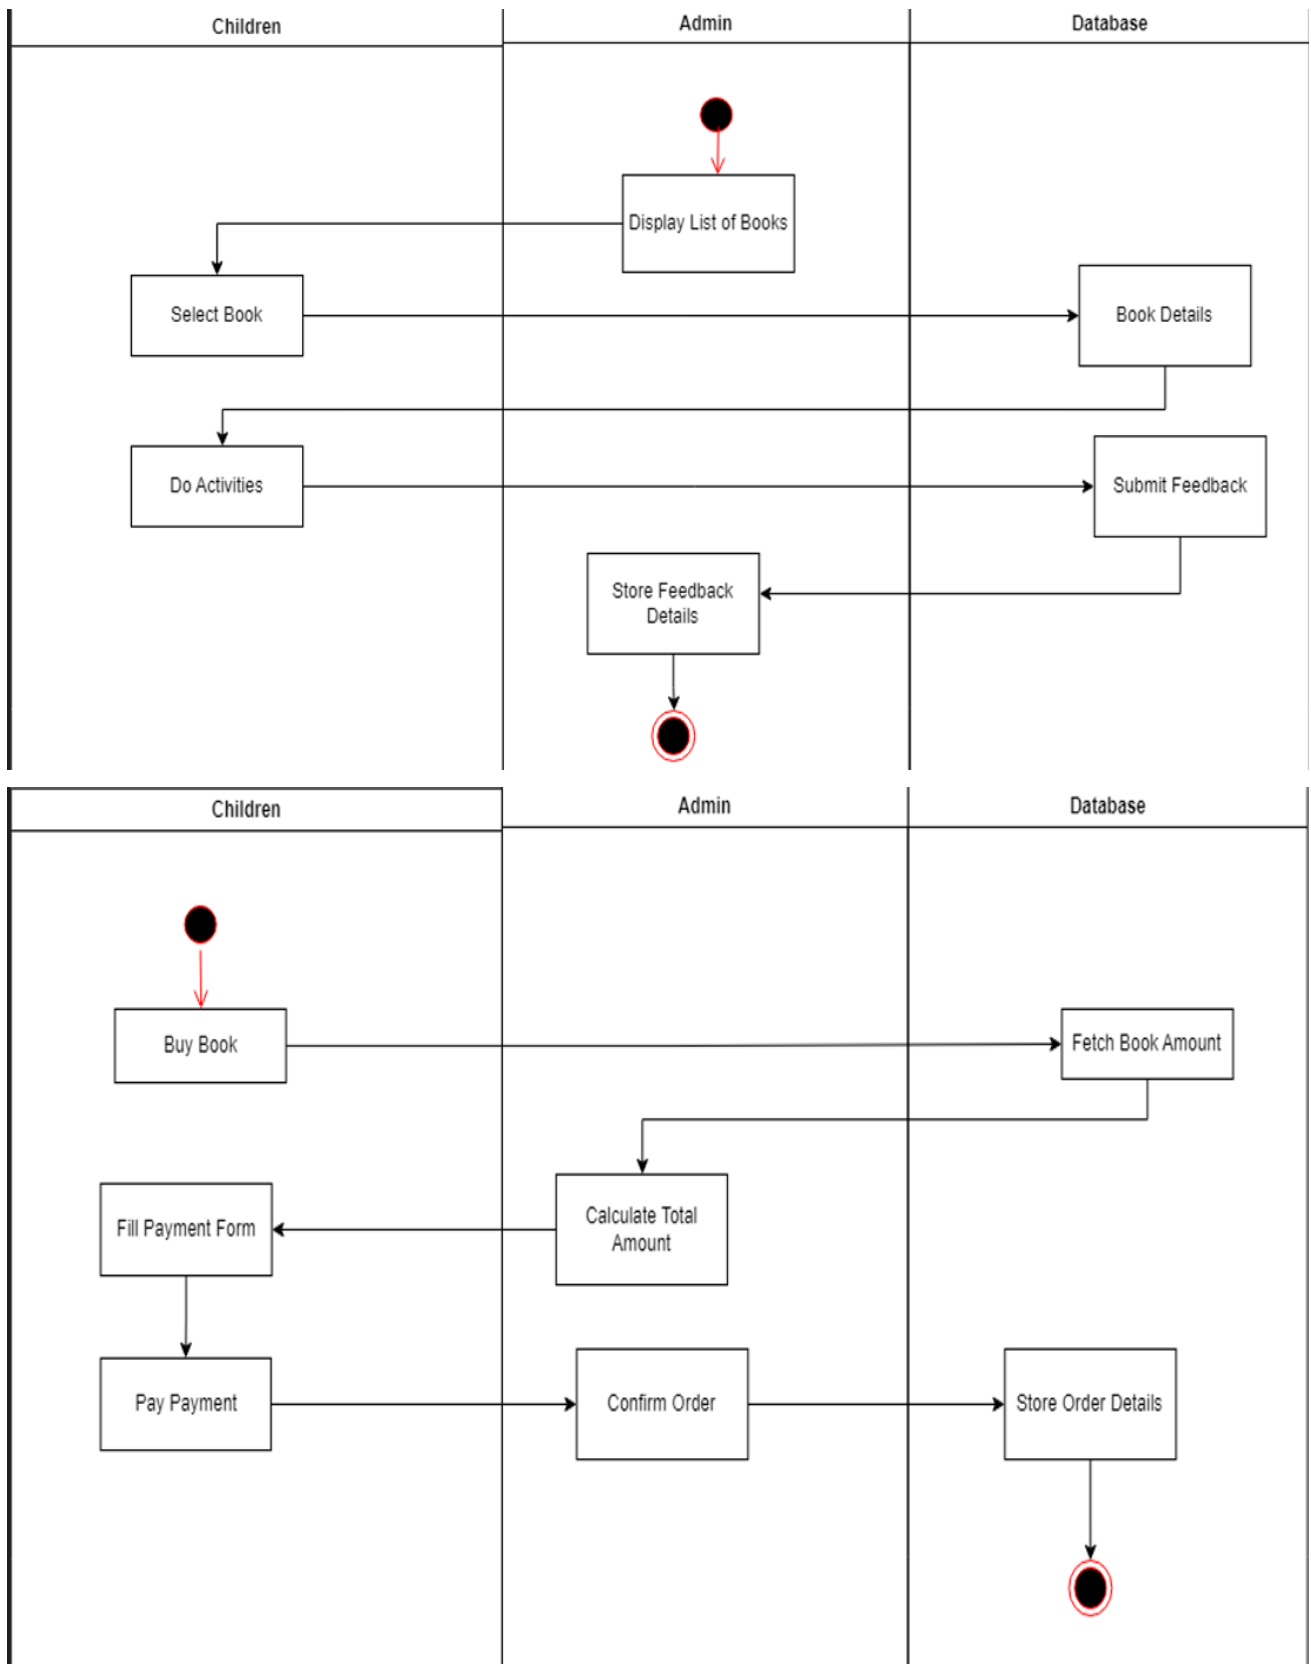 Children
Admin
Database
Display List of Books
Select Book
Book Details
Do Activities
Submit Feedback
Store Feedback
Details
Children
Admin
Database
Buy Book
Fetch Book Amount
Fill Payment Form
Calculate Total
Amount
Pay Payment
Confirm Order
Store Order Details